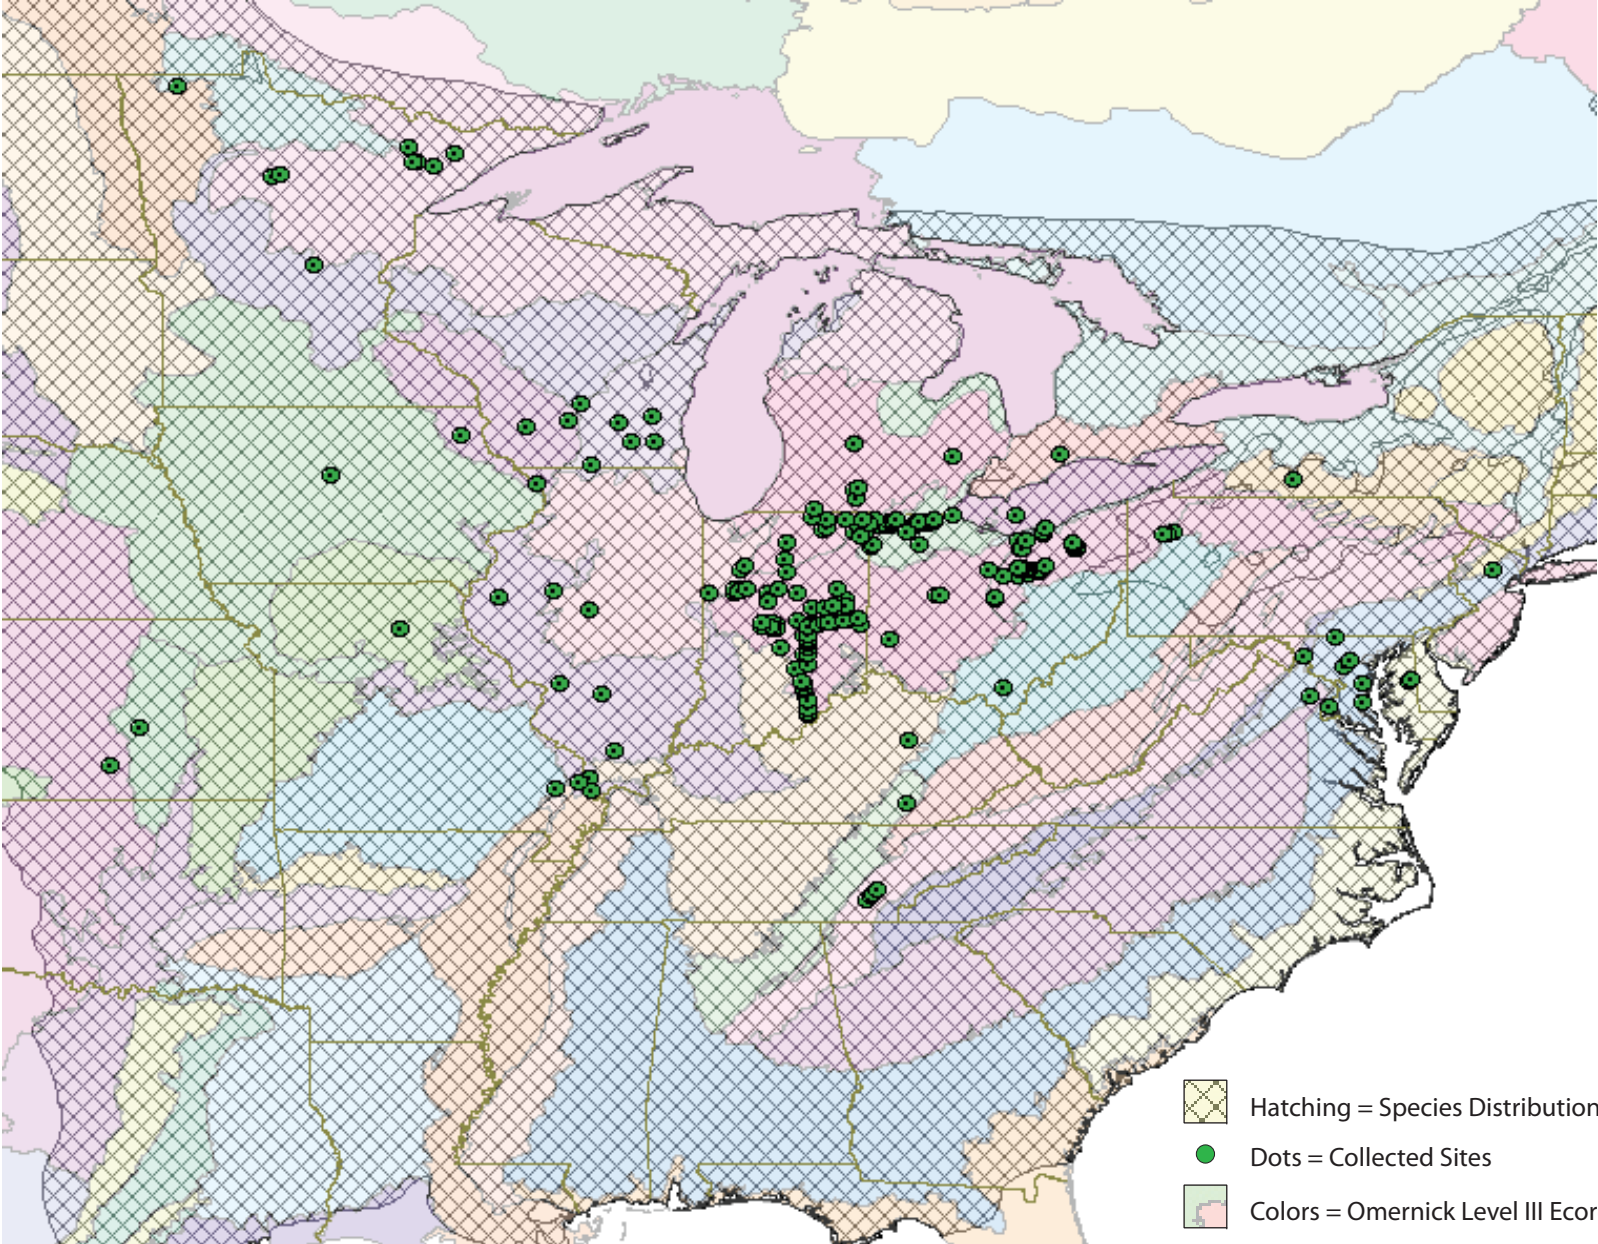 Hatching = Species Distribution
Dots = Collected Sites
Colors = Omernick Level III Ecor